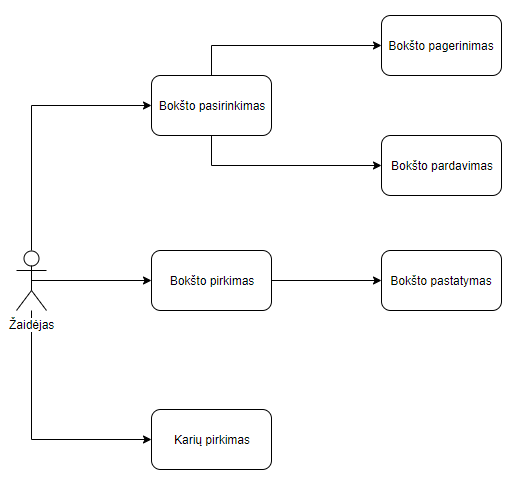 Bokšto pagerinimas
Bokšto pasirinkimas
Bokšto pardavimas
Bokšto pirkimas
Bokšto pastatymas
Žaidėjas
Karių pirkimas